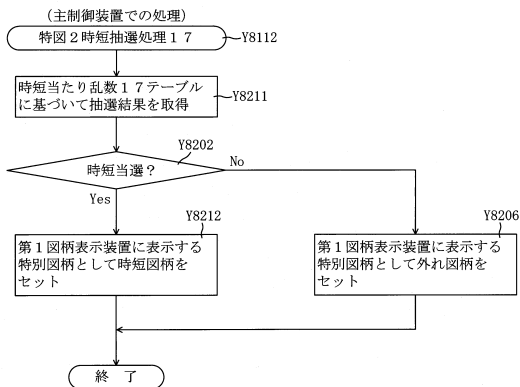 (主制御装置での処理)
特図2時短抽選処理17
Y8112
時短当たり乱数17テーブル
に基づいて抽選結果を取得
Y8211
時短当選?
Y8202
No
Yes
Y8212
第1図柄表示装置に表示する
特別図柄として時短図柄を
セット
Y8206
第1図柄表示装置に表示する
特別図柄として外れ図柄を
セット
終 了